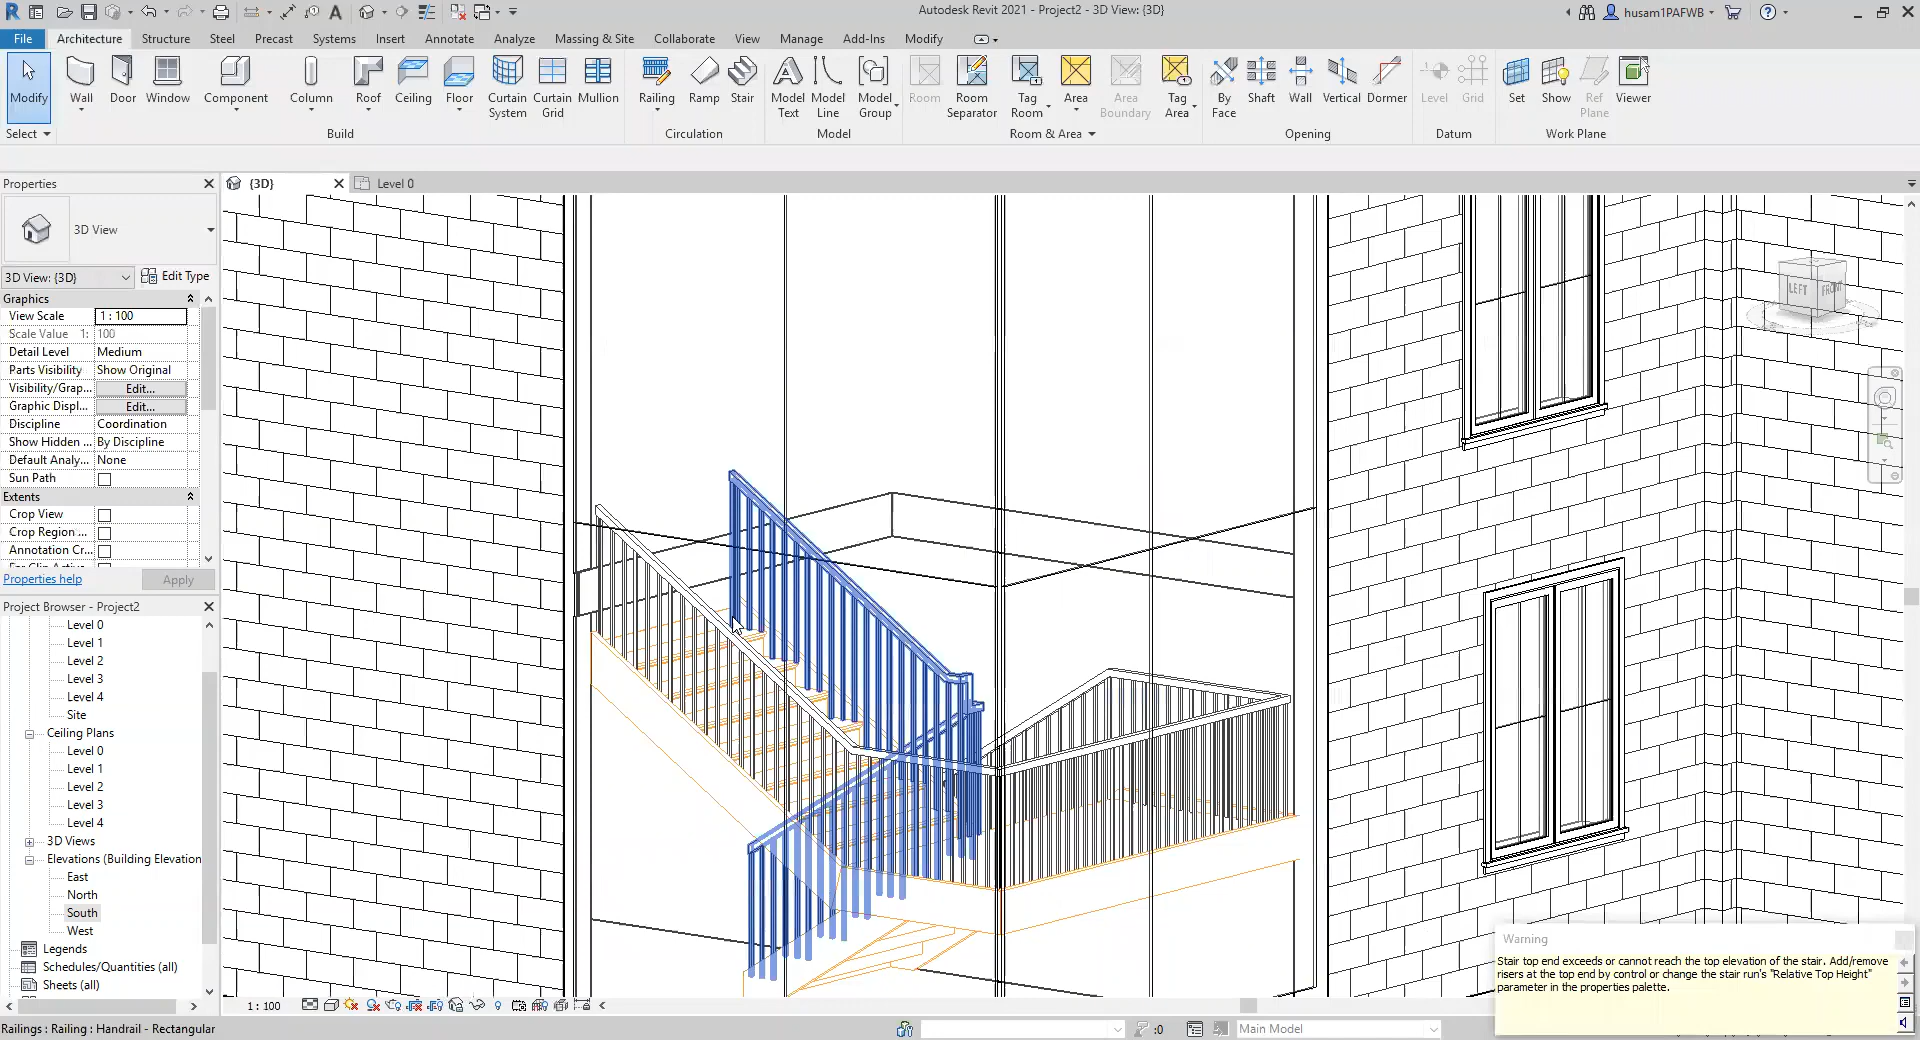 Autodesk Revit 2021 - Project2 - 3D View: {3D}
husam1PAFWB
File
Architecture
Structure
Steel
Precast
Systems
Insert
Annotate
Analyze
Massing & Site
Collaborate
View
Manage
Add-Ins
Modify
Modify
Wall
Door
Window
Component
Column
Roof
Ceiling
Floor
Curtain System
Curtain Grid
Mullion
Railing
Ramp
Stair
Model Text
Model Line
Model Group
Room
Room Separator
Tag Room
Area
Area Boundary
Tag Area
By Face
Shaft
Wall
Vertical
Dormer
Level
Grid
Set
Show
Ref Plane
Viewer
Select
Build
Circulation
Model
Room & Area
Opening
Datum
Work Plane
Properties
{3D}
Level 0
3D View
3D View: {3D}
Edit Type
Graphics
View Scale 1 : 100
Scale Value 1: 100
Detail Level Medium
Parts Visibility Show Original
Visibility/Grap... Edit...
Graphic Displ... Edit...
Discipline Coordination
Show Hidden ... By Discipline
Default Analy... None
Sun Path
Extents
Crop View
Crop Region ...
Annotation Cr...
Properties help
Apply
Project Browser - Project2
Level 0
Level 1
Level 2
Level 3
Level 4
Site
Ceiling Plans
Level 0
Level 1
Level 2
Level 3
Level 4
3D Views
Elevations (Building Elevation
East
North
South
West
Legends
Schedules/Quantities (all)
Sheets (all)
LEFT
FRONT
Warning
Stair top end exceeds or cannot reach the top elevation of the stair. Add/remove
risers at the top end by control or change the stair run's "Relative Top Height"
parameter in the properties palette.
1 : 100
Railings : Railing : Handrail - Rectangular
:0
Main Model